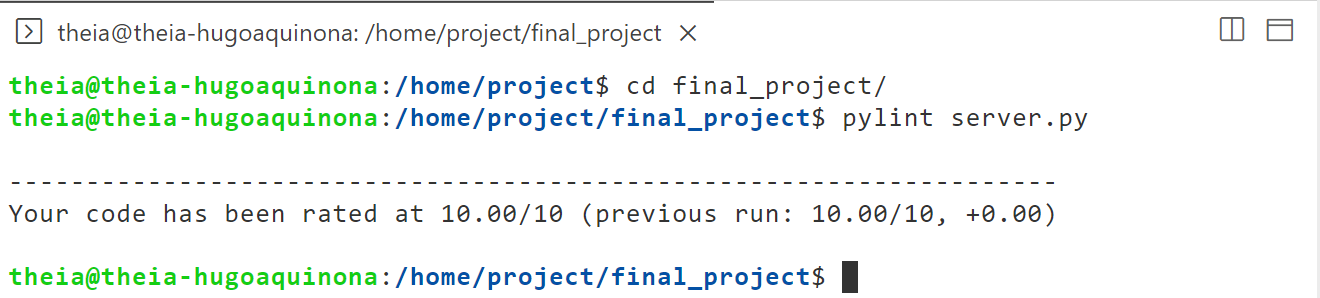 theia@theia-hugoaquinona: /home/project/final_project
theia@theia-hugoaquinona:/home/project$ cd final_project/
theia@theia-hugoaquinona:/home/project/final_project$ pylint server.py
--------------------------------------------------------------------
Your code has been rated at 10.00/10 (previous run: 10.00/10, +0.00)
theia@theia-hugoaquinona:/home/project/final_project$